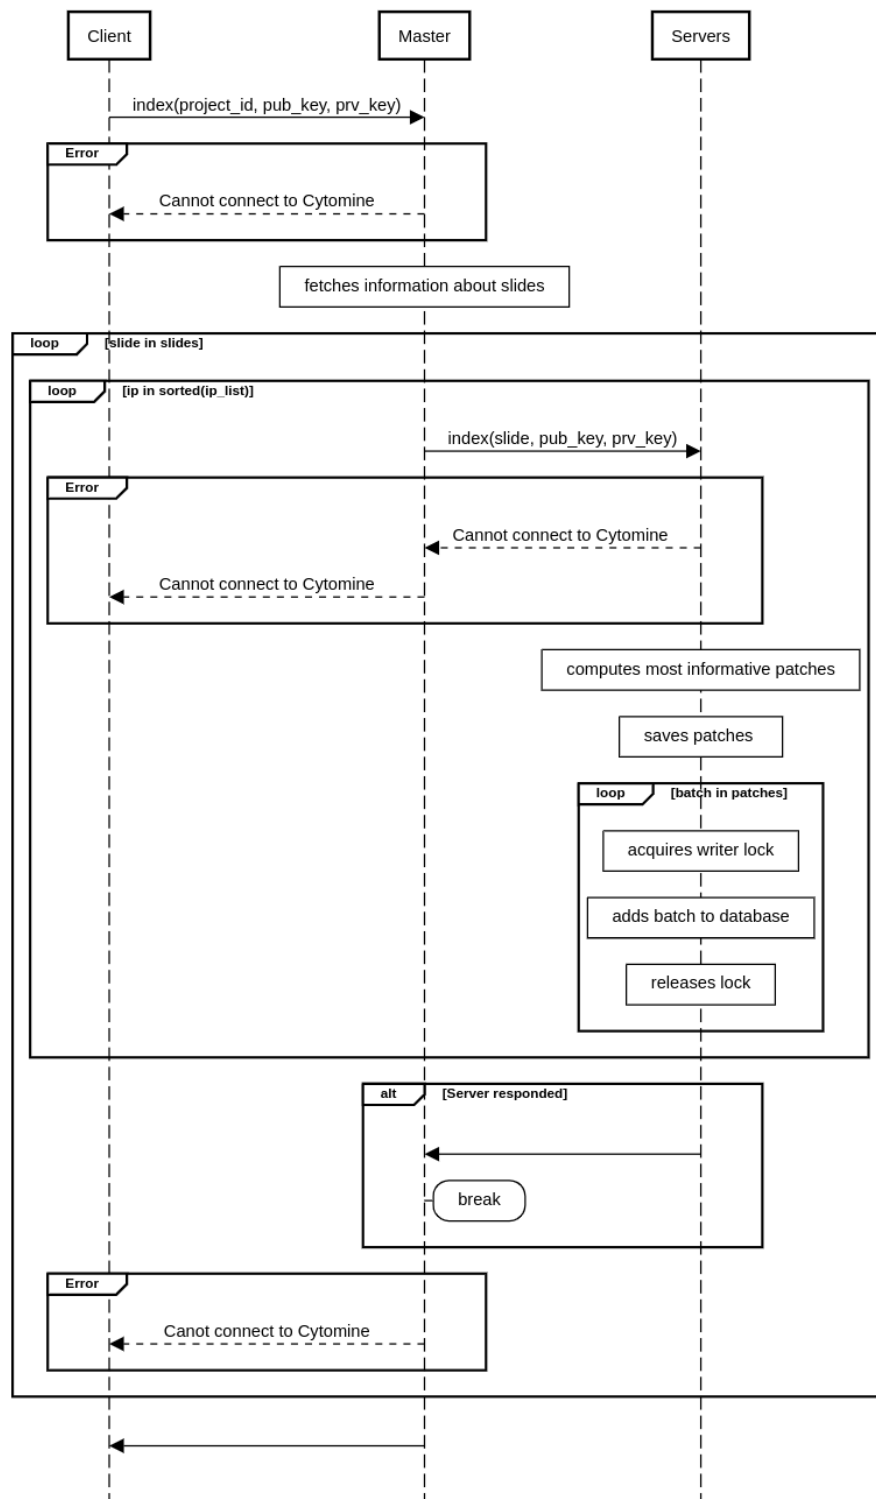 Client
Master
Servers
index(project_id, pub_key, prv_key)
Error
Cannot connect to Cytomine
fetches information about slides
loop
[slide in slides]
loop
[ip in sorted(ip_list)]
index(slide, pub_key, prv_key)
Error
Cannot connect to Cytomine
Cannot connect to Cytomine
computes most informative patches
saves patches
loop
[batch in patches]
acquires writer lock
adds batch to database
releases lock
alt
[Server responded]
break
Error
Canot connect to Cytomine